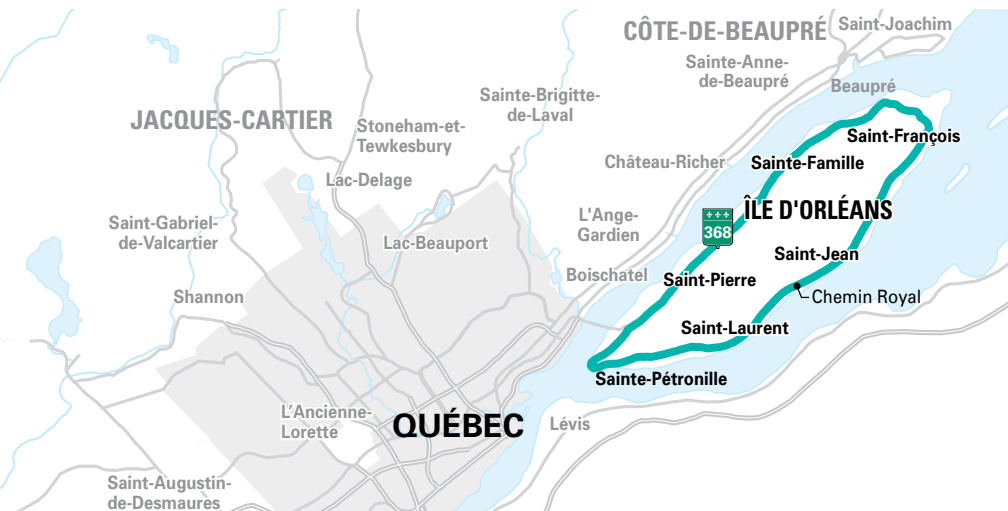 CÔTE-DE-BEAUPRÉ
Saint-Joachim
Sainte-Anne-
de-Beaupré
Beaupré
Sainte-Brigitte-
de-Laval
JACQUES-CARTIER
Stoneham-et-
Tewkesbury
Saint-François
Château-Richer
Sainte-Famille
Lac-Delage
ÎLE D'ORLÉANS
L'Ange-
Gardien
368
Saint-Gabriel-
de-Valcartier
Lac-Beauport
Saint-Jean
Boischatel
Saint-Pierre
Shannon
Chemin Royal
Saint-Laurent
Sainte-Pétronille
L'Ancienne-
Lorette
QUÉBEC
Lévis
Saint-Augustin-
de-Desmaures